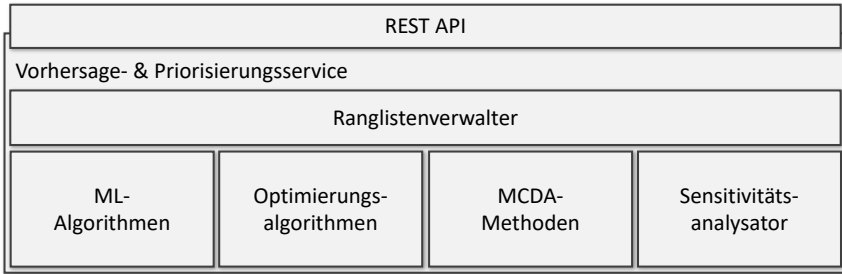 REST API
Vorhersage- & Priorisierungsservice
Ranglistenverwalter
ML-
Algorithmen
Optimierungs-
algorithmen
MCDA-
Methoden
Sensitivitäts-
analysator